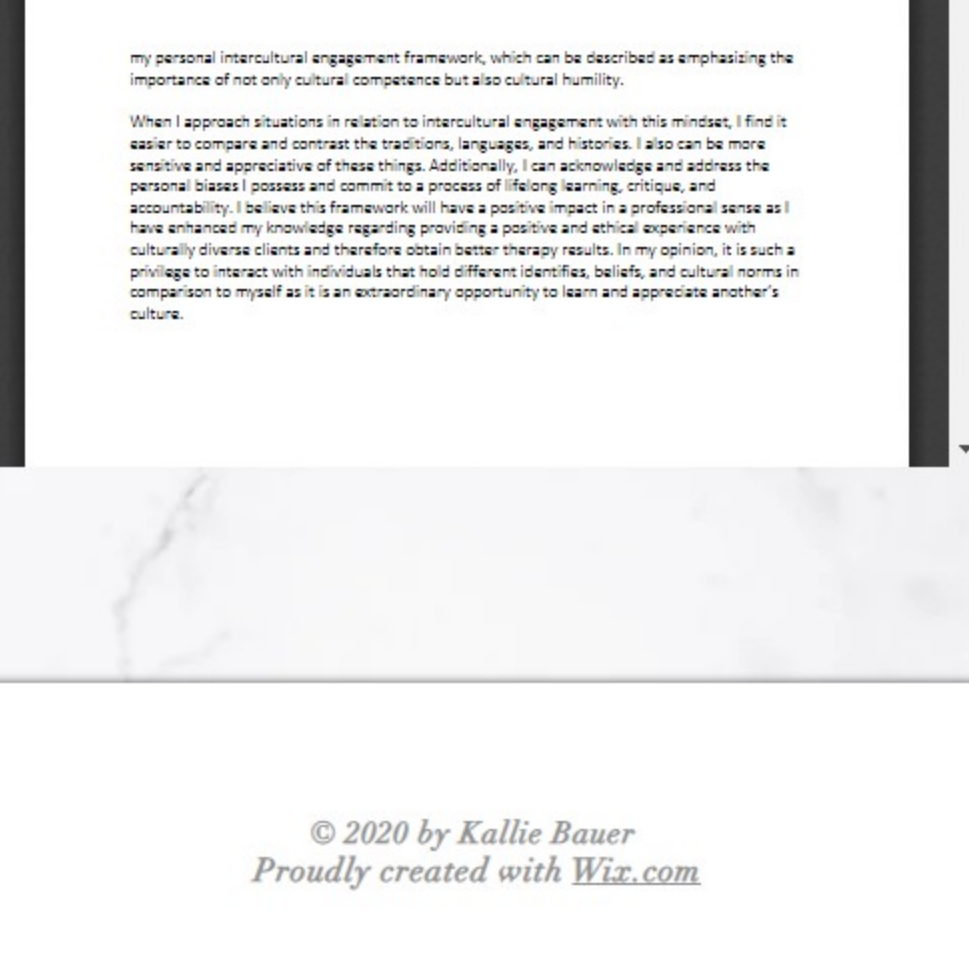 my personal intercultural engagement framework, which can be described as emphasizing the
importance of not only cultural competence but also cultural humility.
When I approach situations in relation to intercultural engagement with this mindset, I find it
easier to compare and contrast the traditions, languages, and histories. I also can be more
sensitive and appreciative of these things. Additionally, I can acknowledge and address the
personal biases I possess and commit to a process of lifelong learning, critique, and
accountability. I believe this framework will have a positive impact in a professional sense as I
have enhanced my knowledge regarding providing a positive and ethical experience with
culturally diverse clients and therefore obtain better therapy results. In my opinion, it is such a
privilege to interact with individuals that hold different identifies, beliefs, and cultural norms in
comparison to myself as it is an extraordinary opportunity to learn and appreciate another's
culture.
© 2020 by Kallie Bauer
Proudly created with Wix.com